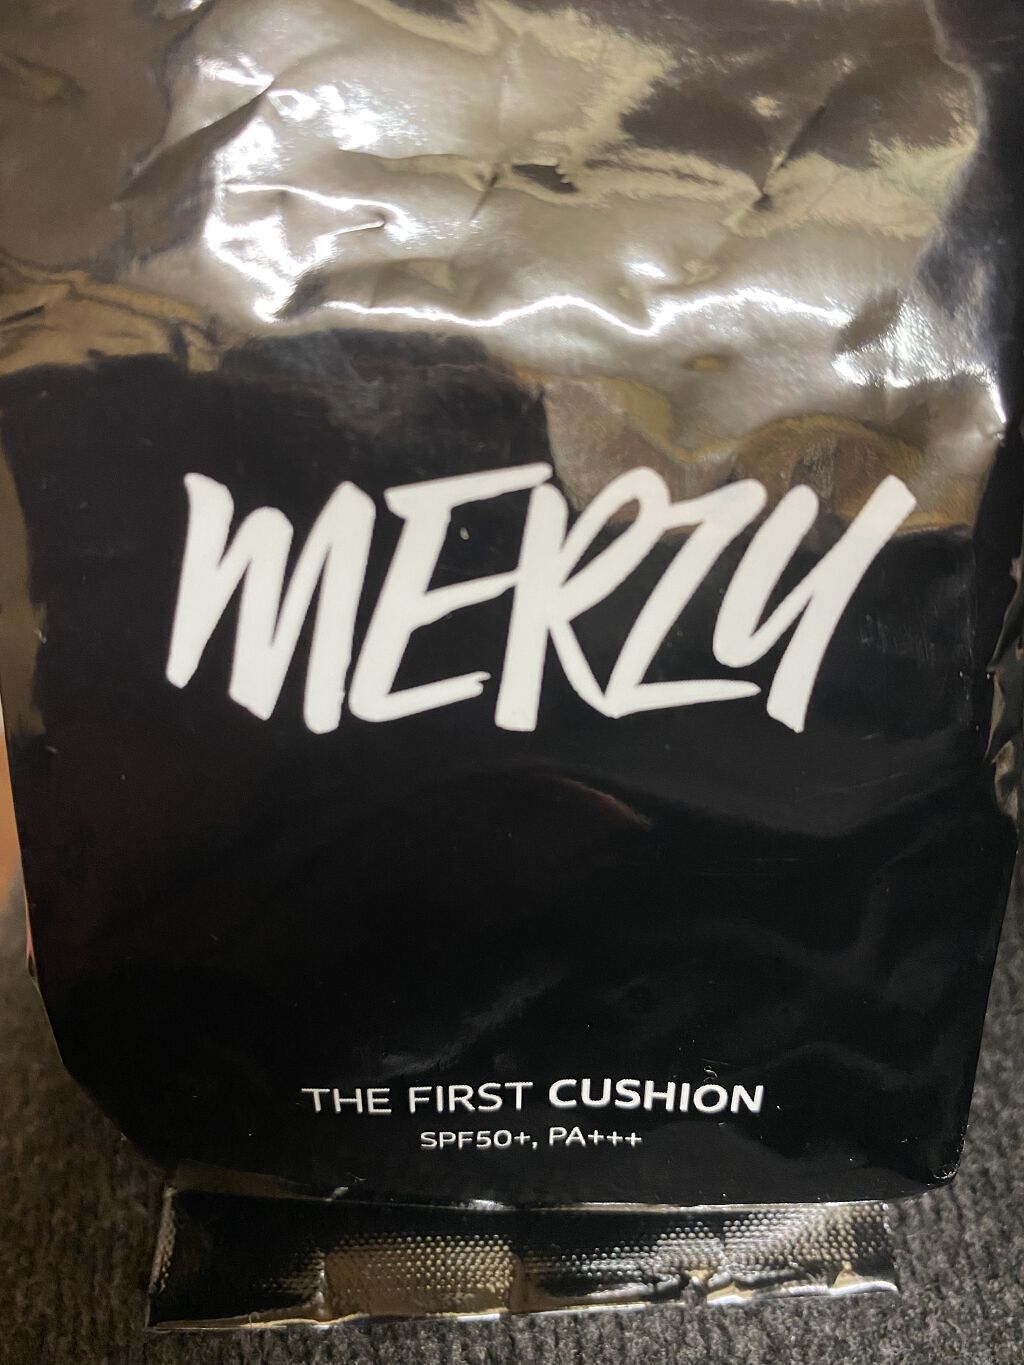 MERZY
THE FIRST CUSHION
SPF50+, PA+++